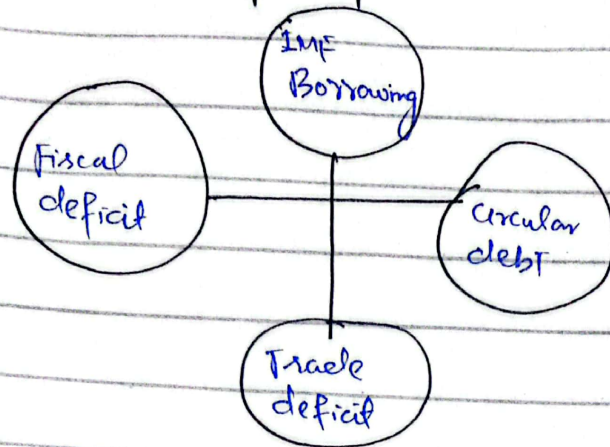 IMF
Borrowing
Fiscal
deficit
Circular
debt
Trade
deficit